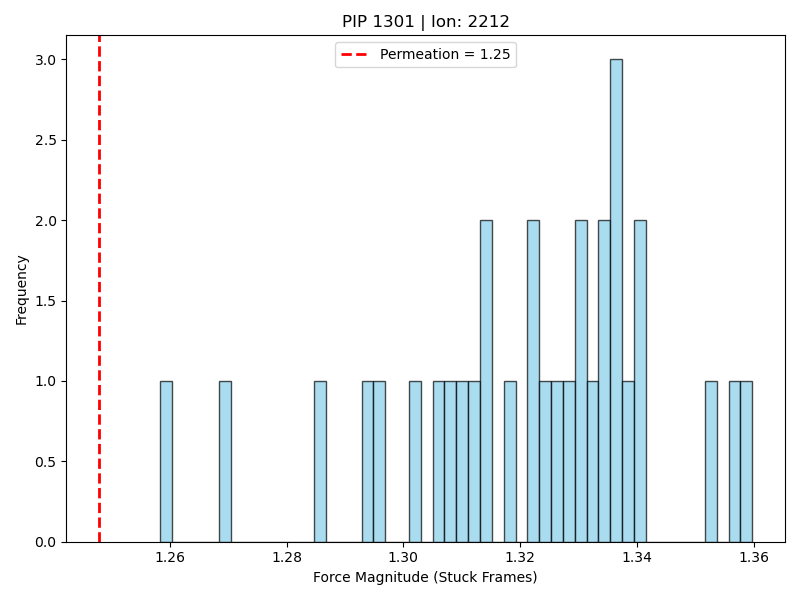 PIP 1301 | Ion: 2212
Permeation = 1.25
3.0
2.5
2.0
1.5
1.0
0.5
0.0
Frequency
1.26 1.28 1.30 1.32 1.34 1.36
Force Magnitude (Stuck Frames)